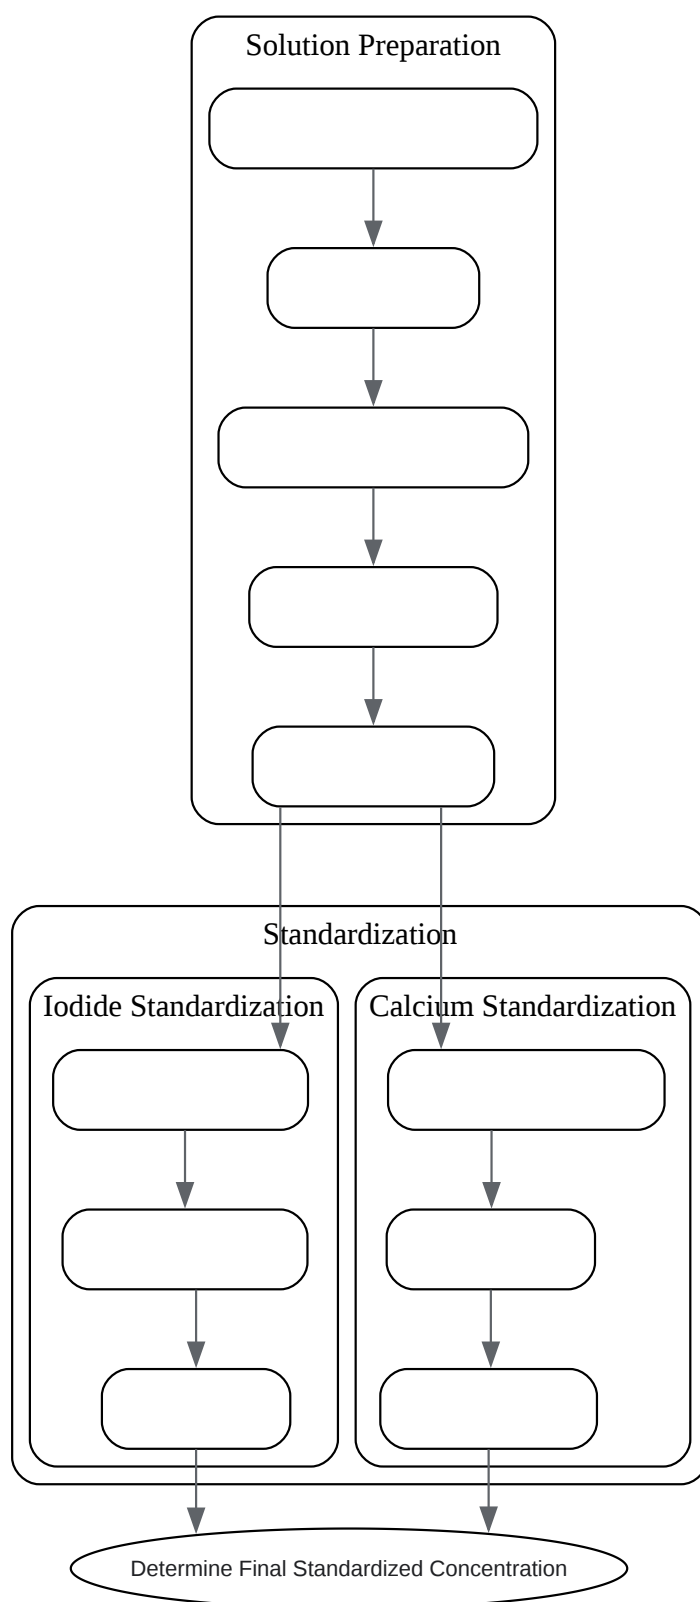 Solution Preparation
Standardization
Iodide Standardization
Calcium Standardization
Determine Final Standardized Concentration